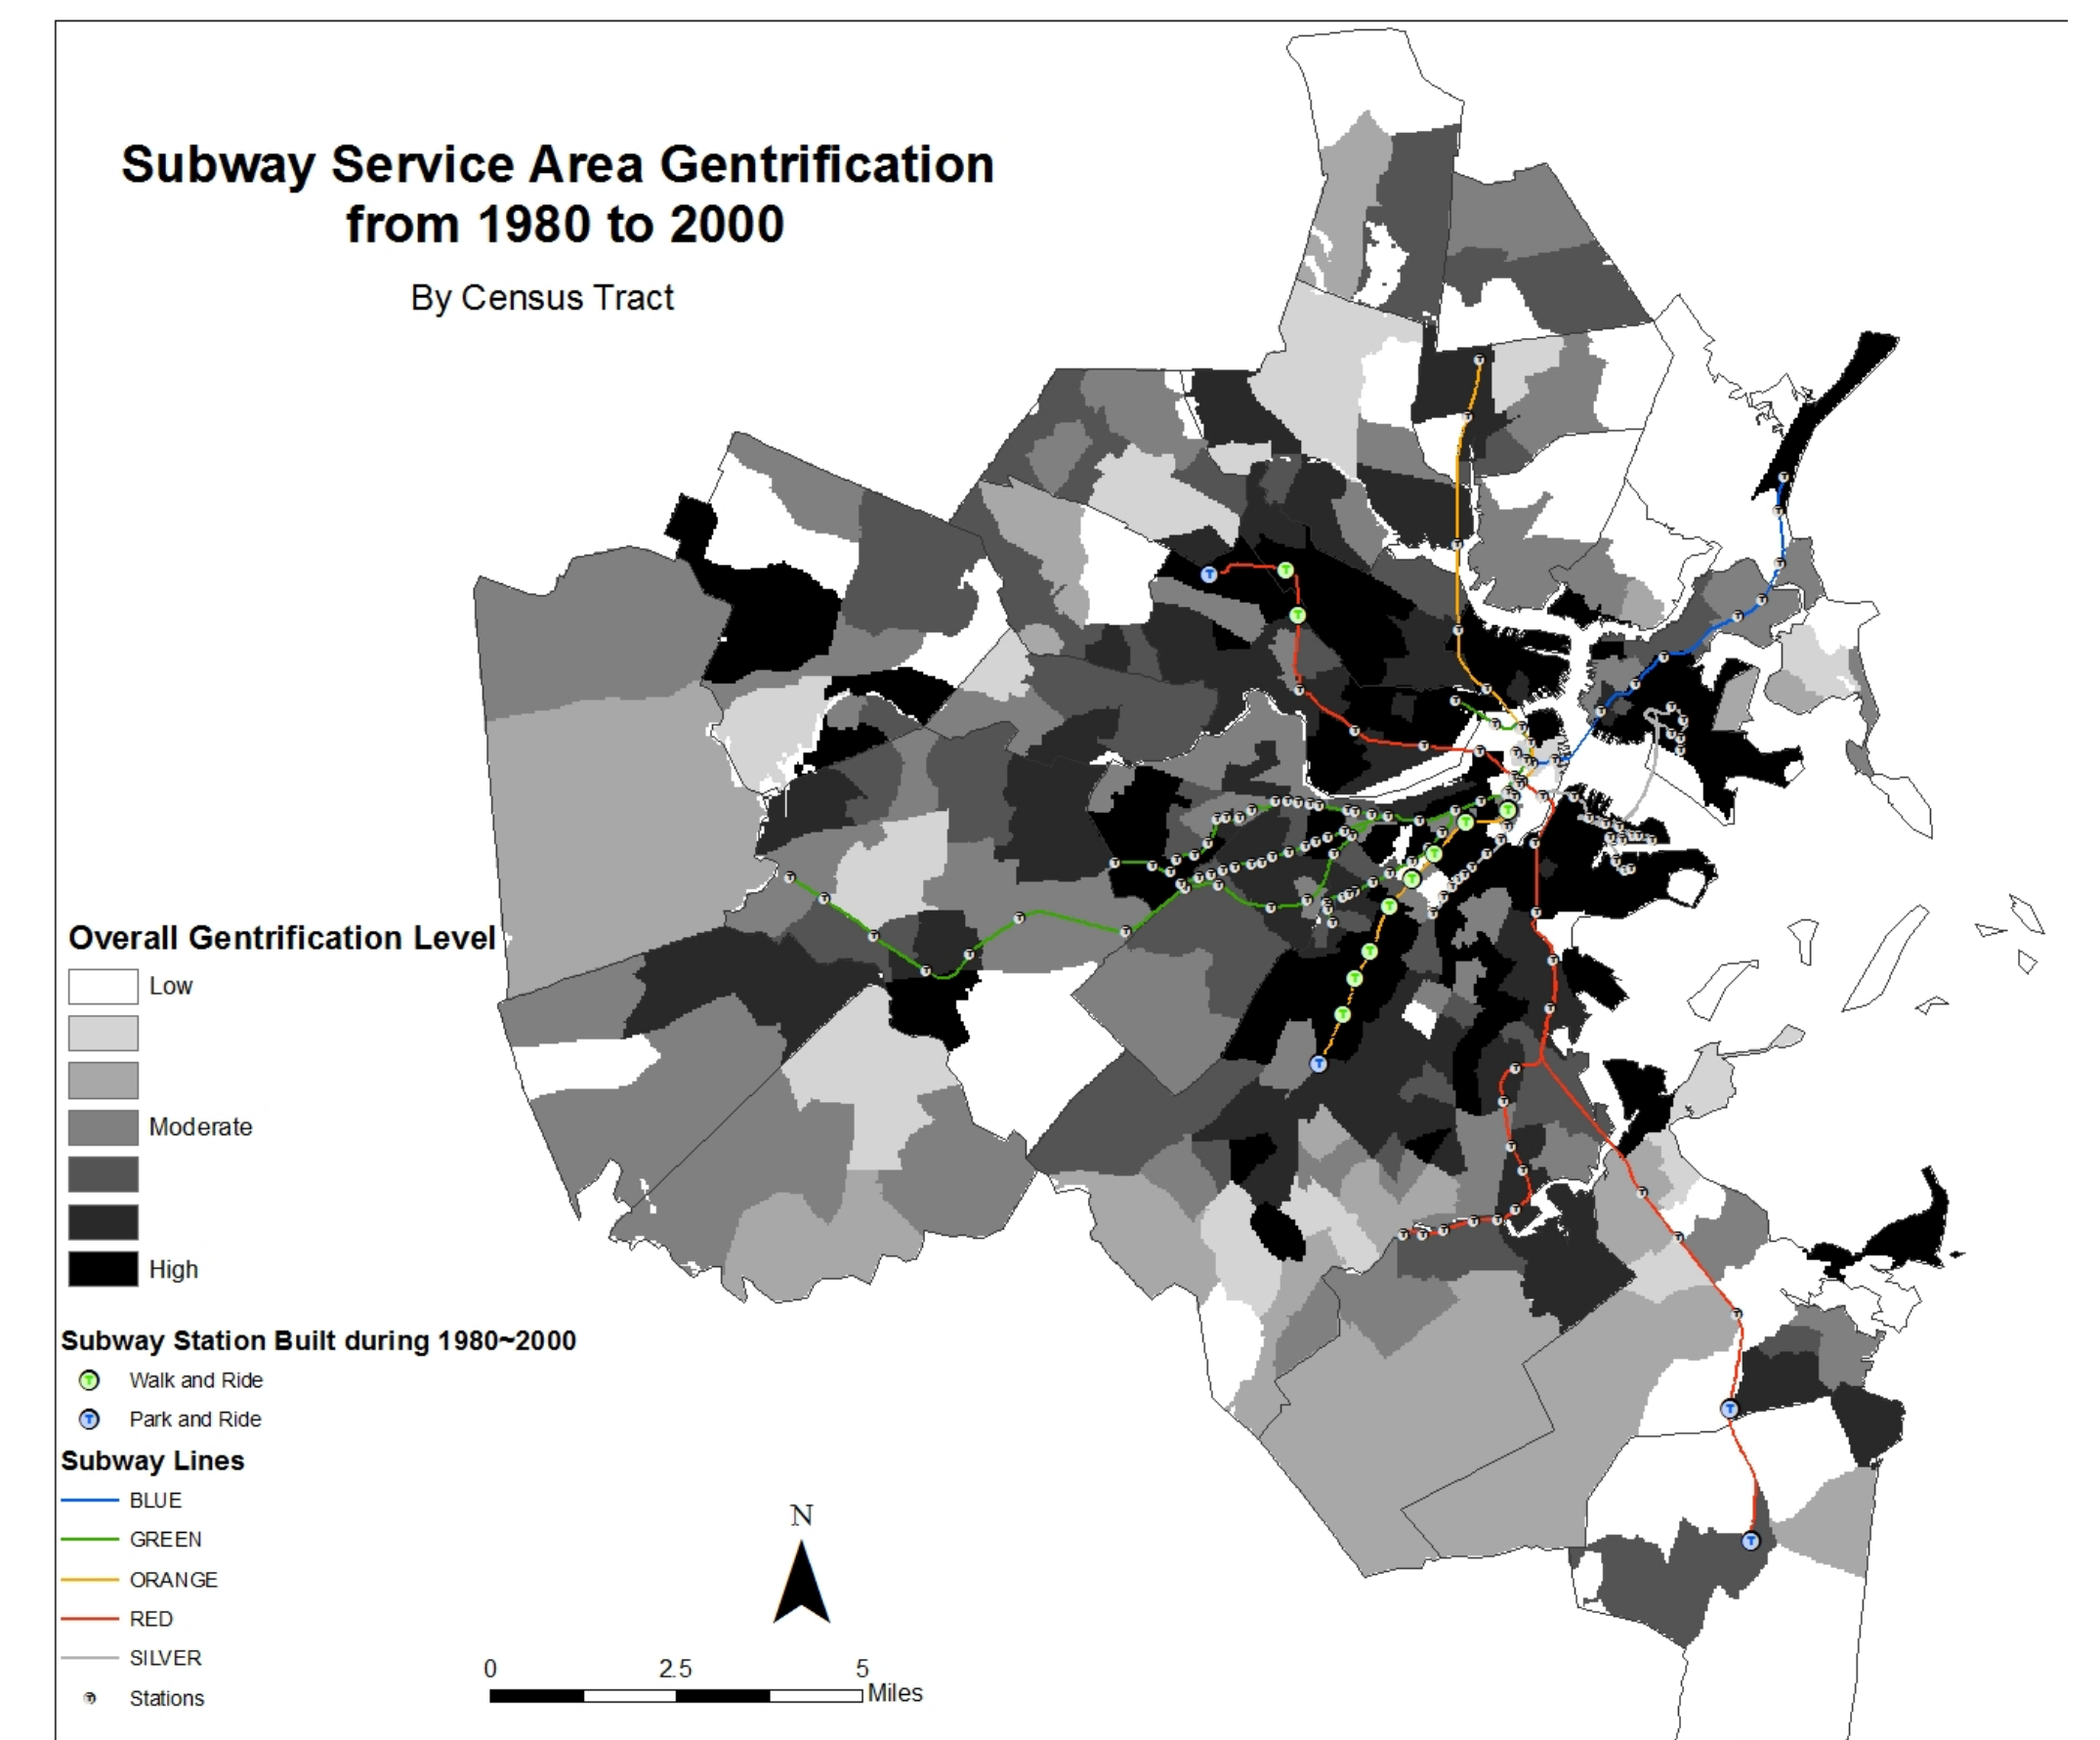 Subway Service Area Gentrification
from 1980 to 2000
By Census Tract
Overall Gentrification Level
Low
Moderate
High
Subway Station Built during 1980~2000
T Walk and Ride
T Park and Ride
Subway Lines
BLUE
GREEN
ORANGE
RED
SILVER
T Stations
N
0 2.5 5
Miles